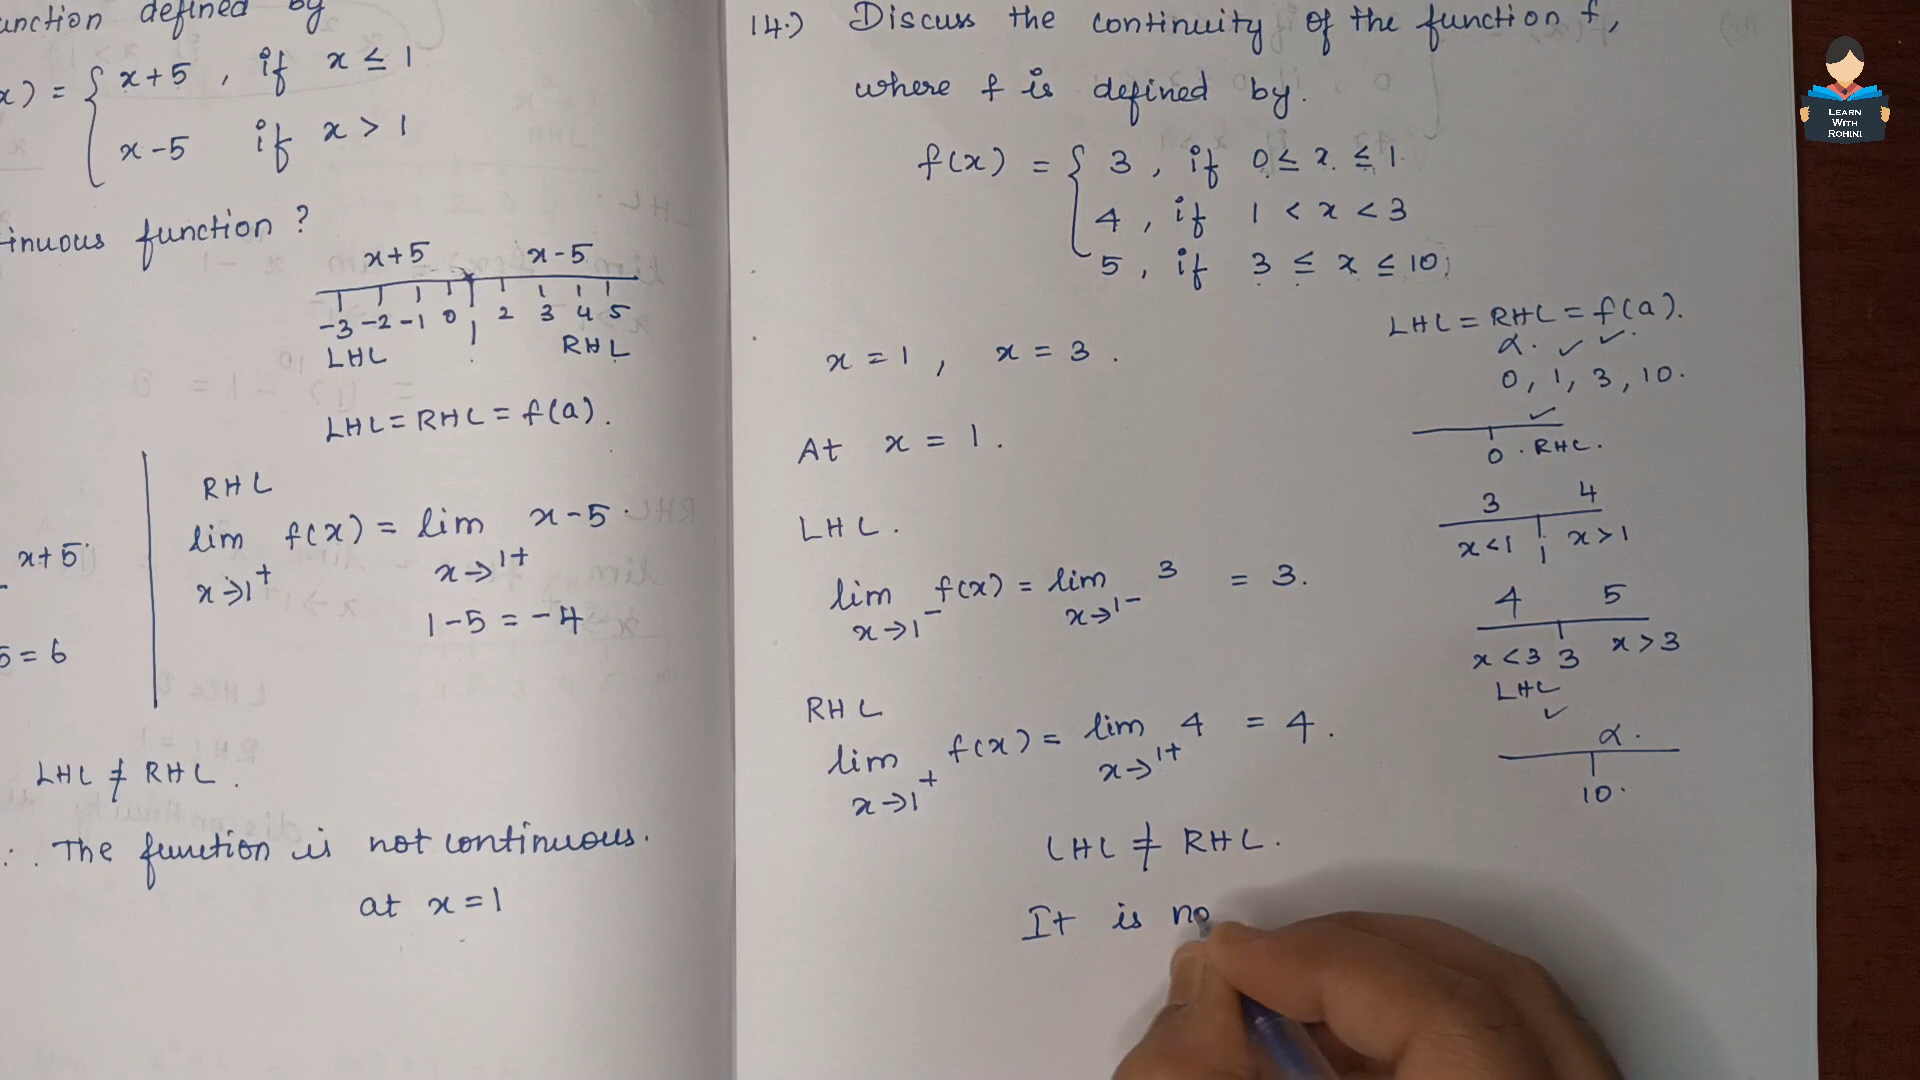 unction defined by
x) = { x+5 , if x ≤ 1
x-5 if x > 1
tinuous function ?
x+5 x-5
-3 -2 -1 0 1 2 3 4 5
LHL RHL
LHL = RHL = f(a).
RHL
lim f(x) = lim x-5.
x→1+ x→1+
1-5 = -4
x+5.
5 = 6
LHL ≠ RHL.
∴ The function is not continuous.
at x = 1
14.) Discuss the continuity of the function f,
where f is defined by.
f(x) = { 3 , if 0 ≤ x ≤ 1.
4 , if 1 < x < 3
5 , if 3 ≤ x ≤ 10
x = 1 , x = 3 .
At x = 1 .
LHL .
lim f(x) = lim 3 = 3.
x→1- x→1-
RHL
lim f(x) = lim 4 = 4.
x→1+ x→1+
LHL ≠ RHL.
It is no
LHL = RHL = f(a).
0, 1, 3, 10.
0 . RHL.
3 4
x<1 1 x>1
4 5
x<3 3 x>3
LHL
10.
LEARN
WITH
ROHINI